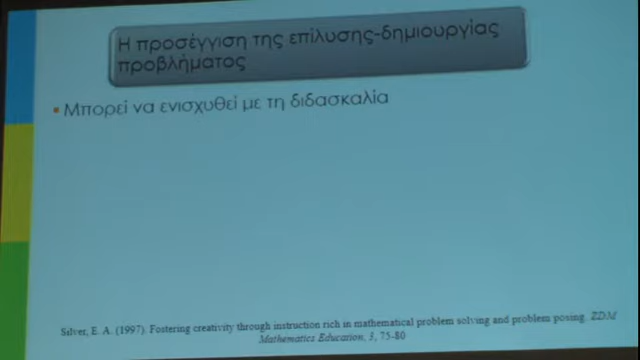 Η προσέγγιση της επίλυσης-δημιουργίας
προβλήματος
Μπορεί να ενισχυθεί με τη διδασκαλία
Silver, E. A. (1997). Fostering creativity through instruction rich in mathematical problem solving and problem posing. ZDM
Mathematics Education, 3, 75-80